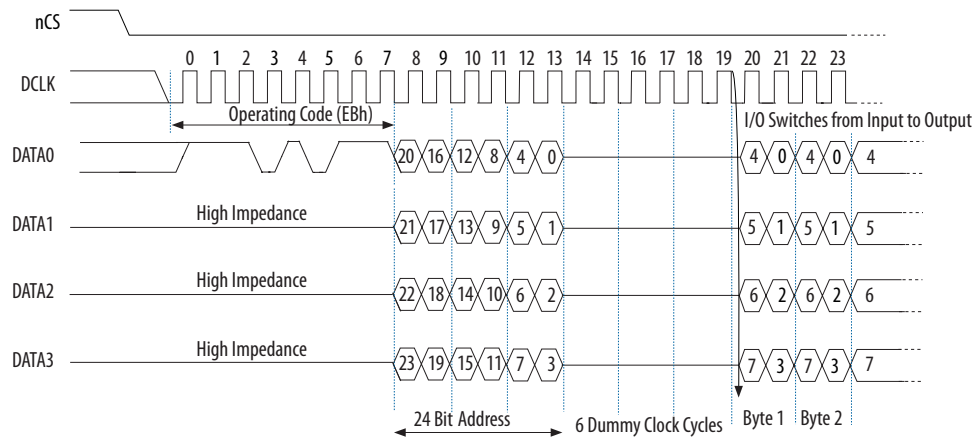 nCS
0 1 2 3 4 5 6 7 8 9 10 11 12 13 14 15 16 17 18 19 20 21 22 23
DCLK
Operating Code (EBh)
I/O Switches from Input to Output
DATA0 20 16 12 8 4 0 4 0 4 0 4
DATA1 High Impedance 21 17 13 9 5 1 5 1 5 1 5
DATA2 High Impedance 22 18 14 10 6 2 6 2 6 2 6
DATA3 High Impedance 23 19 15 11 7 3 7 3 7 3 7
24 Bit Address 6 Dummy Clock Cycles Byte 1 Byte 2